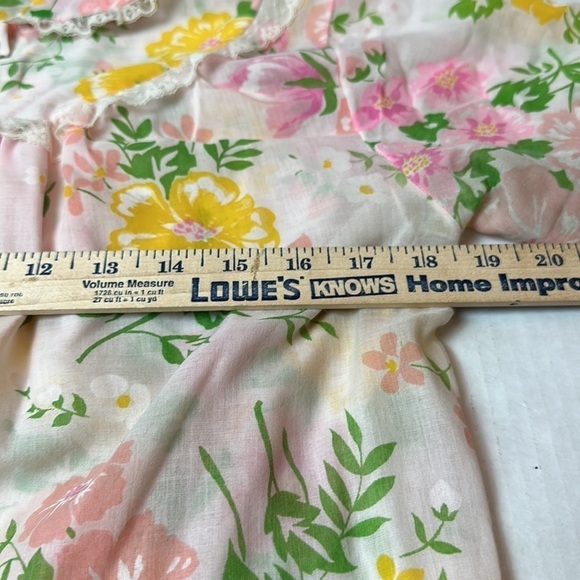 12 13 14 15 16 17 18 19 20
Volume Measure
1728 cu in = 1 cu ft
27 cu ft = 1 cu yd
LOWE'S KNOWS Home Impro